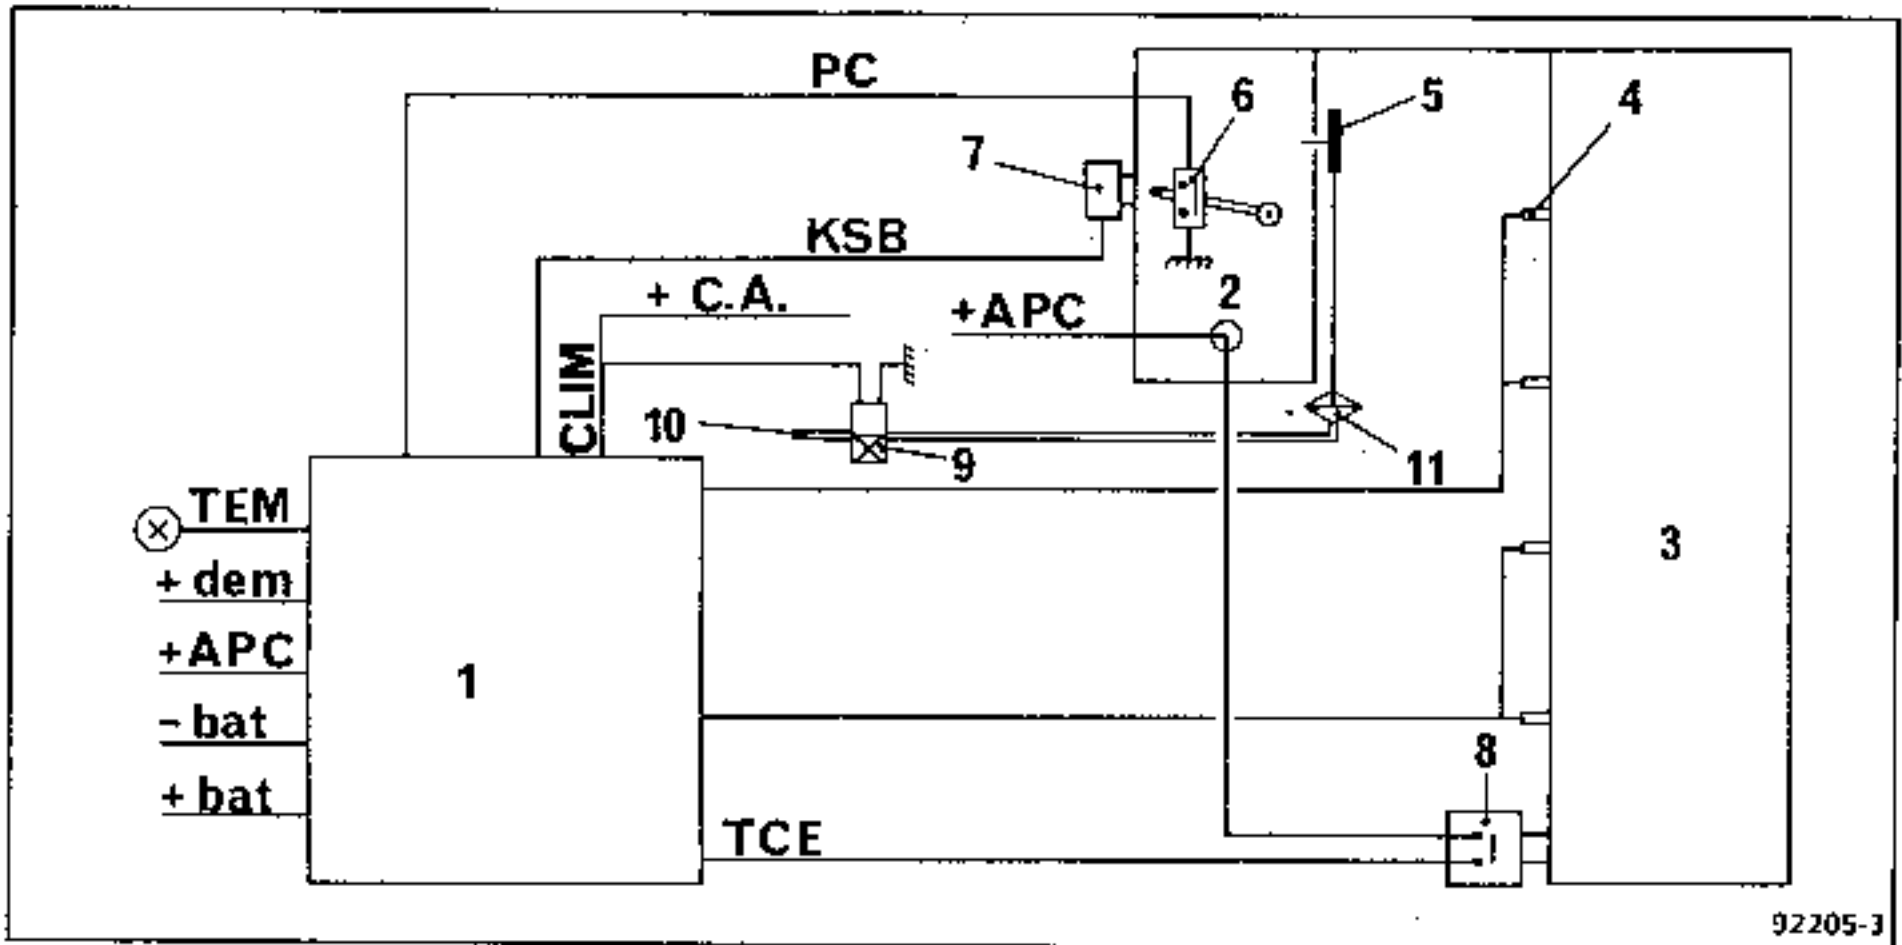 PC
6
5
4
7
KSB
+ C.A.
2
+APC
CLIM
10
9
11
TEM
3
+ dem
+APC
1
- bat
8
+ bat
TCE
92205-3